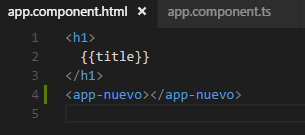 app.component.html × app.component.ts
1 <h1>
2 {{title}}
3 </h1>
4 <app-nuevo></app-nuevo>
5